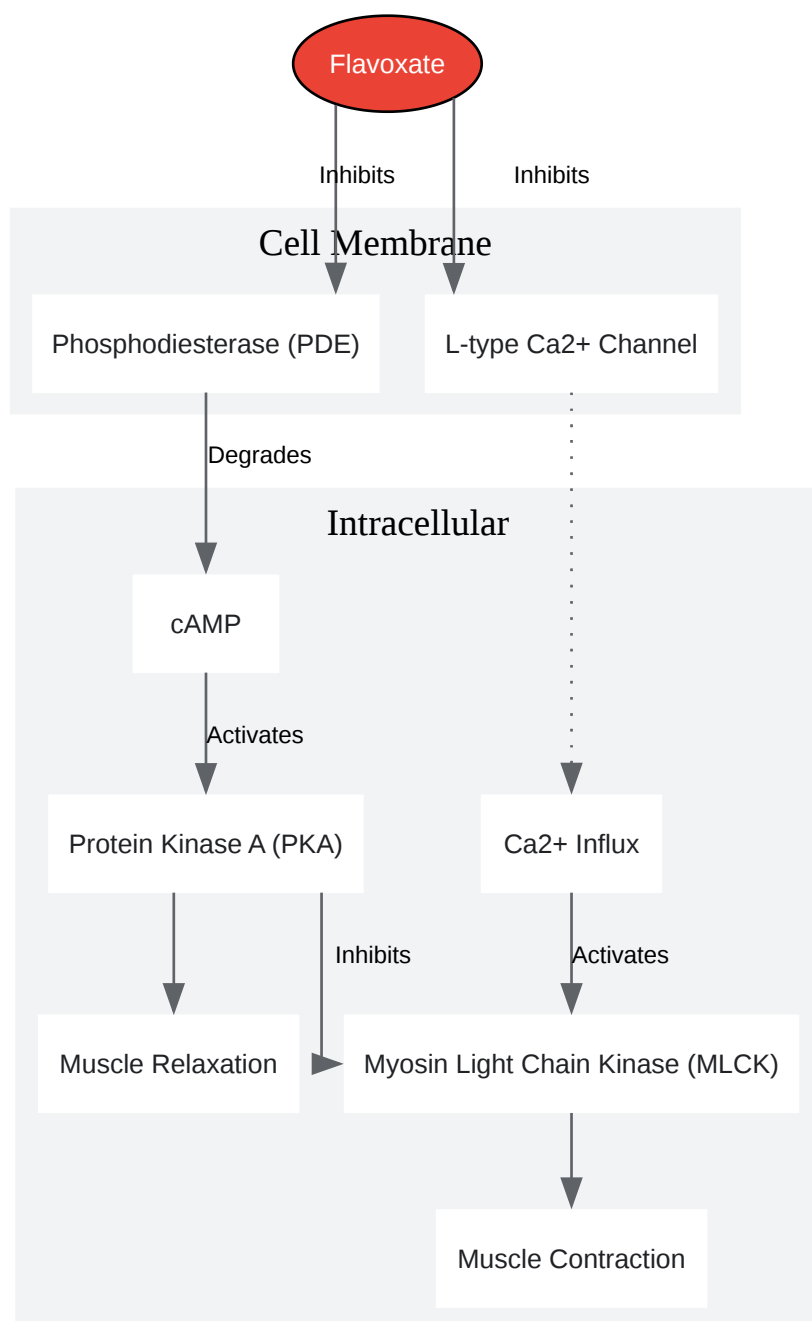 Flavoxate
Inhibits
Inhibits
Cell Membrane
Phosphodiesterase (PDE)
L-type Ca2+ Channel
Degrades
Intracellular
cAMP
Activates
Protein Kinase A (PKA)
Ca2+ Influx
Inhibits
Activates
Muscle Relaxation
Myosin Light Chain Kinase (MLCK)
Muscle Contraction